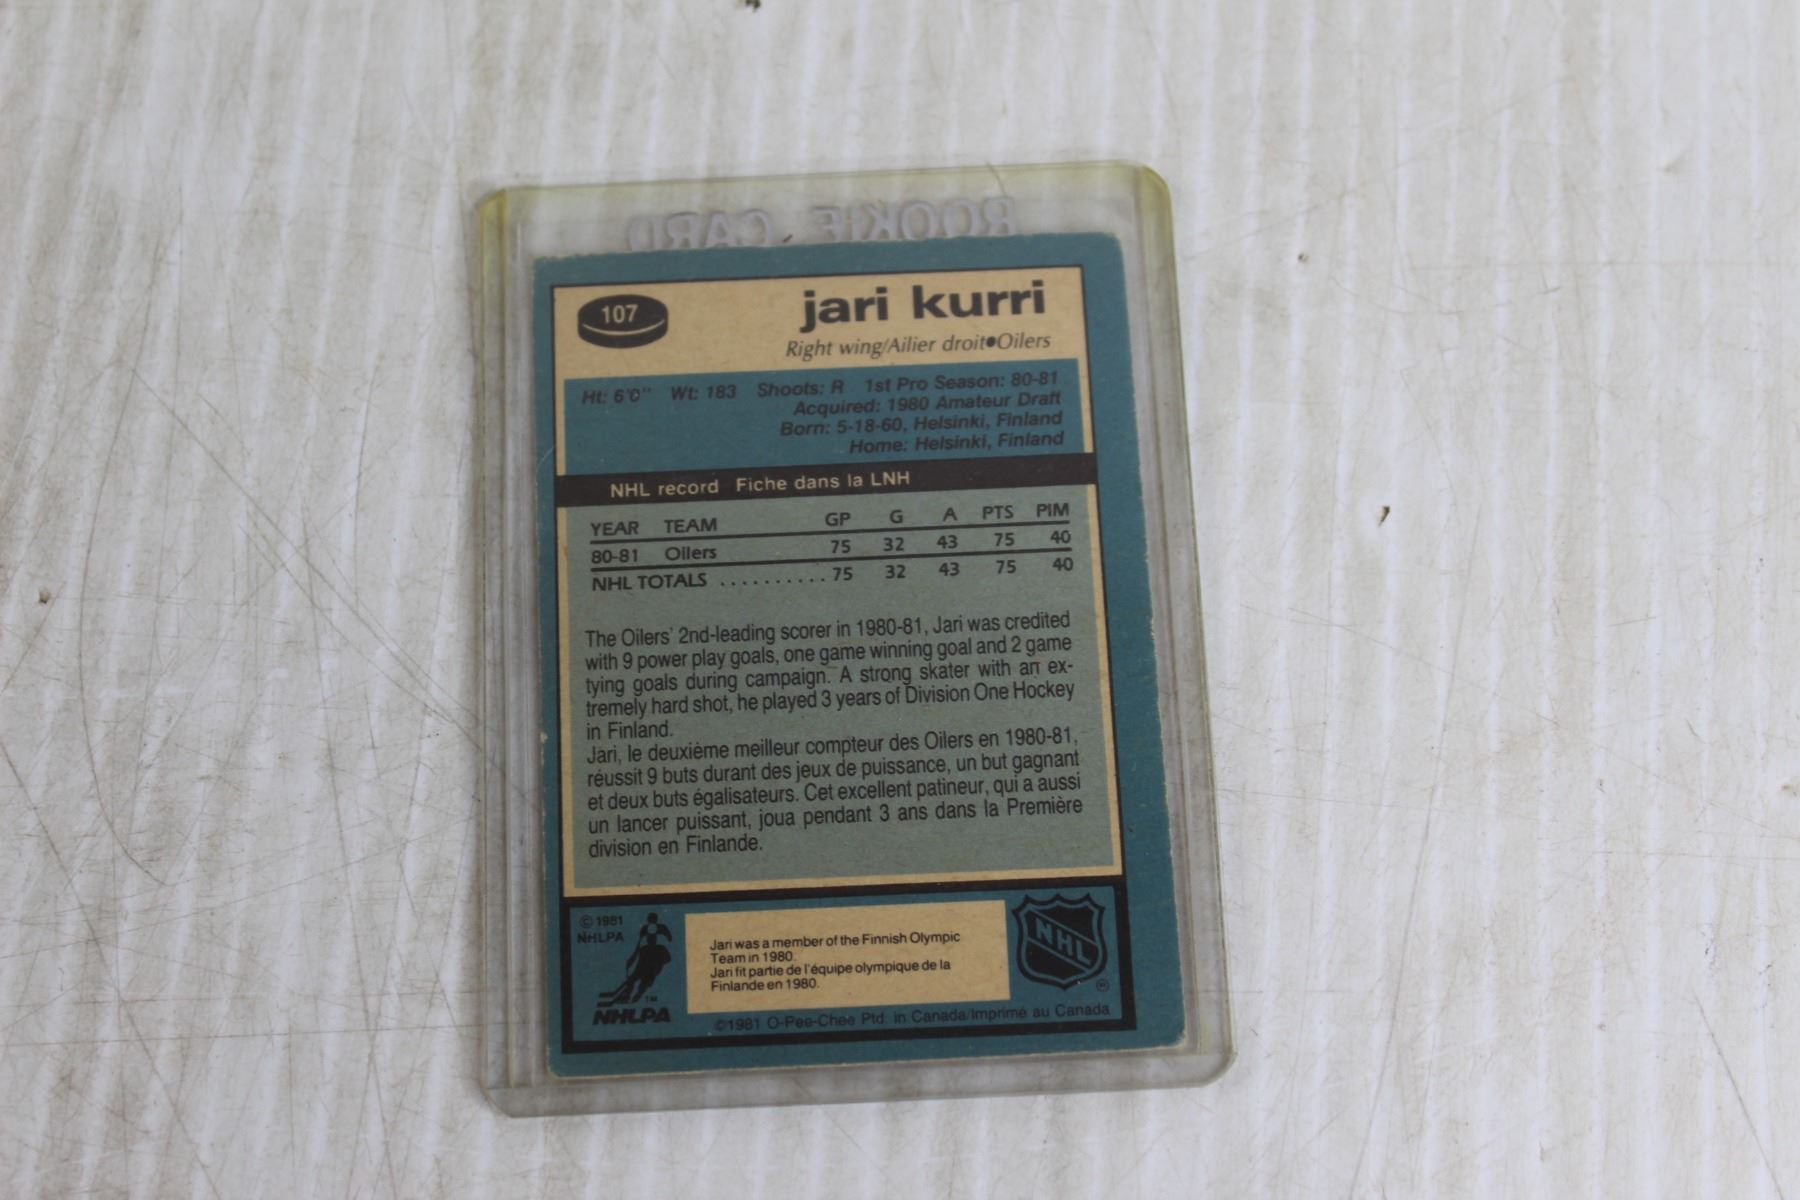 ROOKIE CARD
107
jari kurri
Right wing/Ailier droit●Oilers
Ht: 6'0" Wt: 183 Shoots: R 1st Pro Season: 80-81
Acquired: 1980 Amateur Draft
Born: 5-18-60, Helsinki, Finland
Home: Helsinki, Finland
NHL record Fiche dans la LNH
YEAR TEAM GP G A PTS PIM
80-81 Oilers 75 32 43 75 40
NHL TOTALS .......... 75 32 43 75 40
The Oilers' 2nd-leading scorer in 1980-81, Jari was credited
with 9 power play goals, one game winning goal and 2 game
tying goals during campaign. A strong skater with an ex-
tremely hard shot, he played 3 years of Division One Hockey
in Finland.
Jari, le deuxième meilleur compteur des Oilers en 1980-81,
réussit 9 buts durant des jeux de puissance, un but gagnant
et deux buts égalisateurs. Cet excellent patineur, qui a aussi
un lancer puissant, joua pendant 3 ans dans la Première
division en Finlande.
© 1981
NHLPA
TM
NHLPA
Jari was a member of the Finnish Olympic
Team in 1980.
Jari fit partie de l'équipe olympique de la
Finlande en 1980.
NHL
®
©1981 O-Pee-Chee Ptd. in Canada/Imprimé au Canada